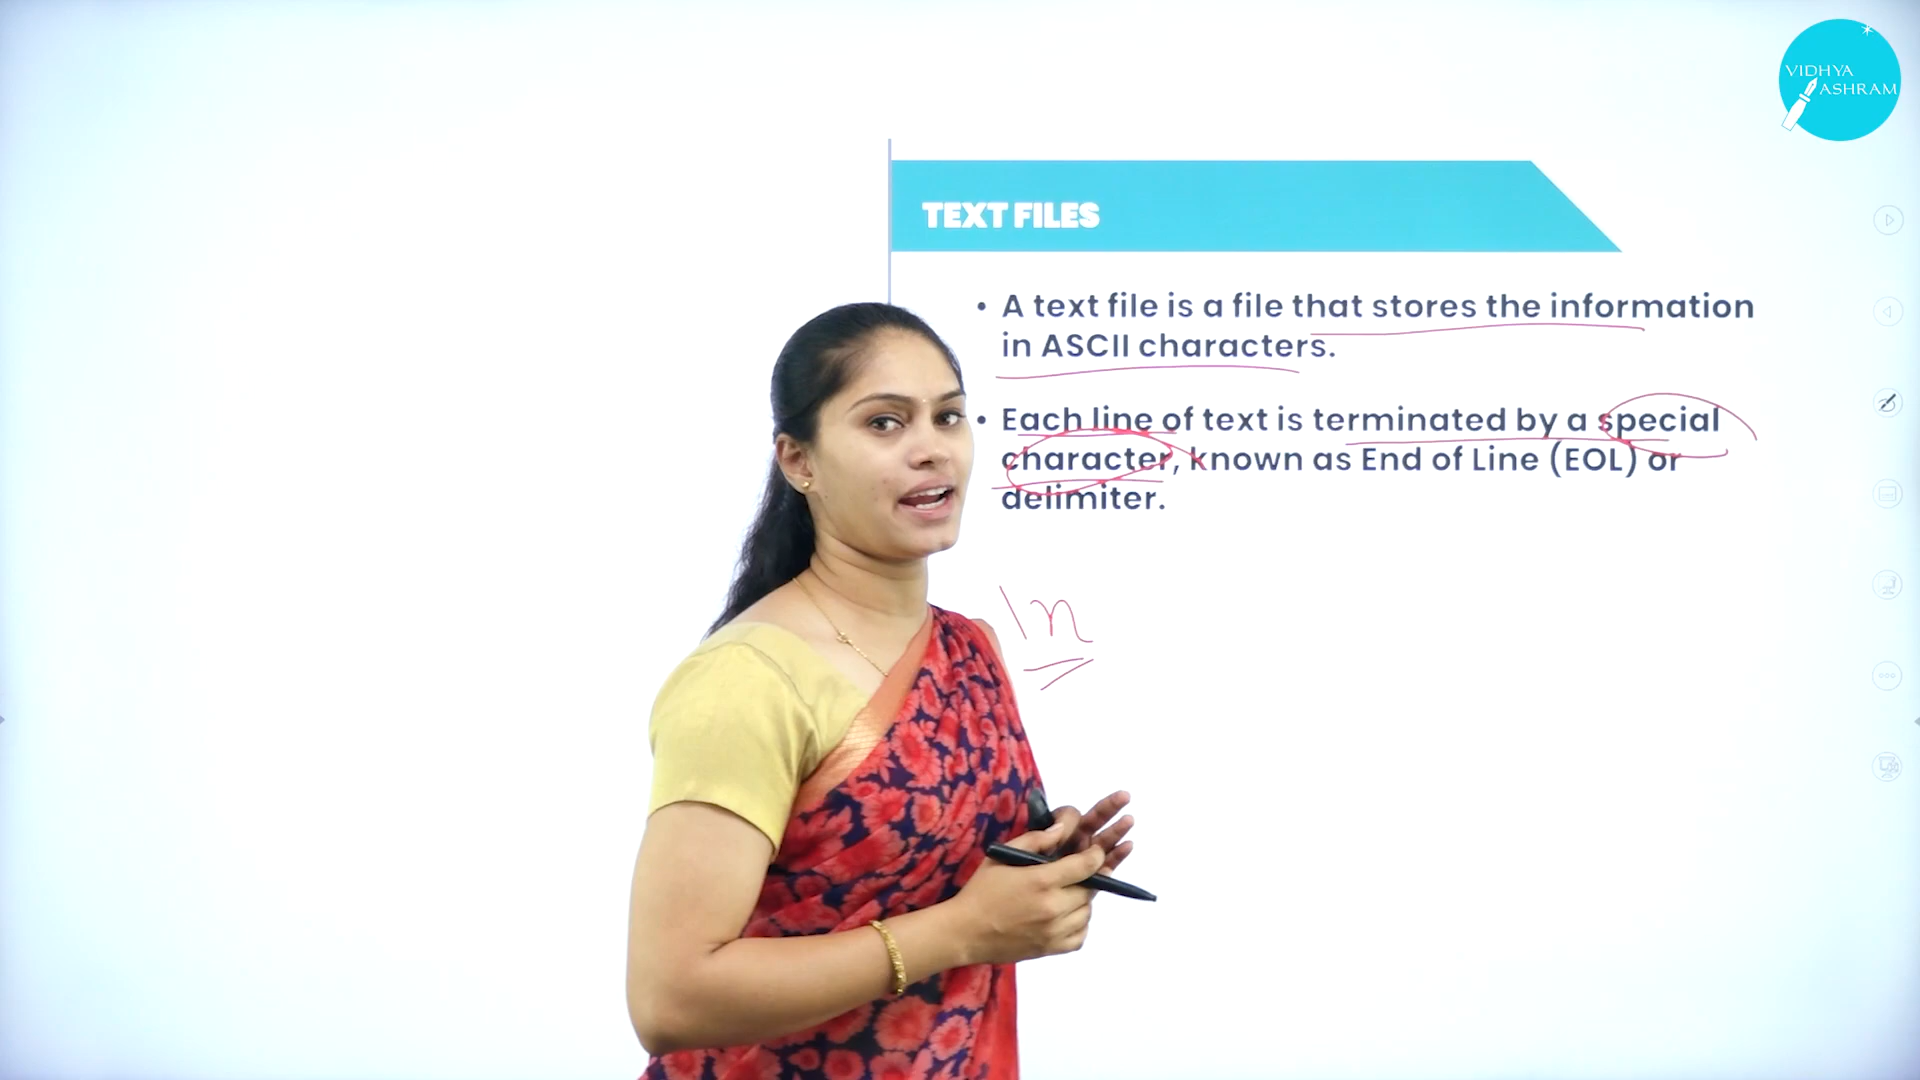 VIDHYA
ASHRAM
TEXT FILES
• A text file is a file that stores the information
in ASCII characters.
• Each line of text is terminated by a special
character, known as End of Line (EOL) or
delimiter.
\n